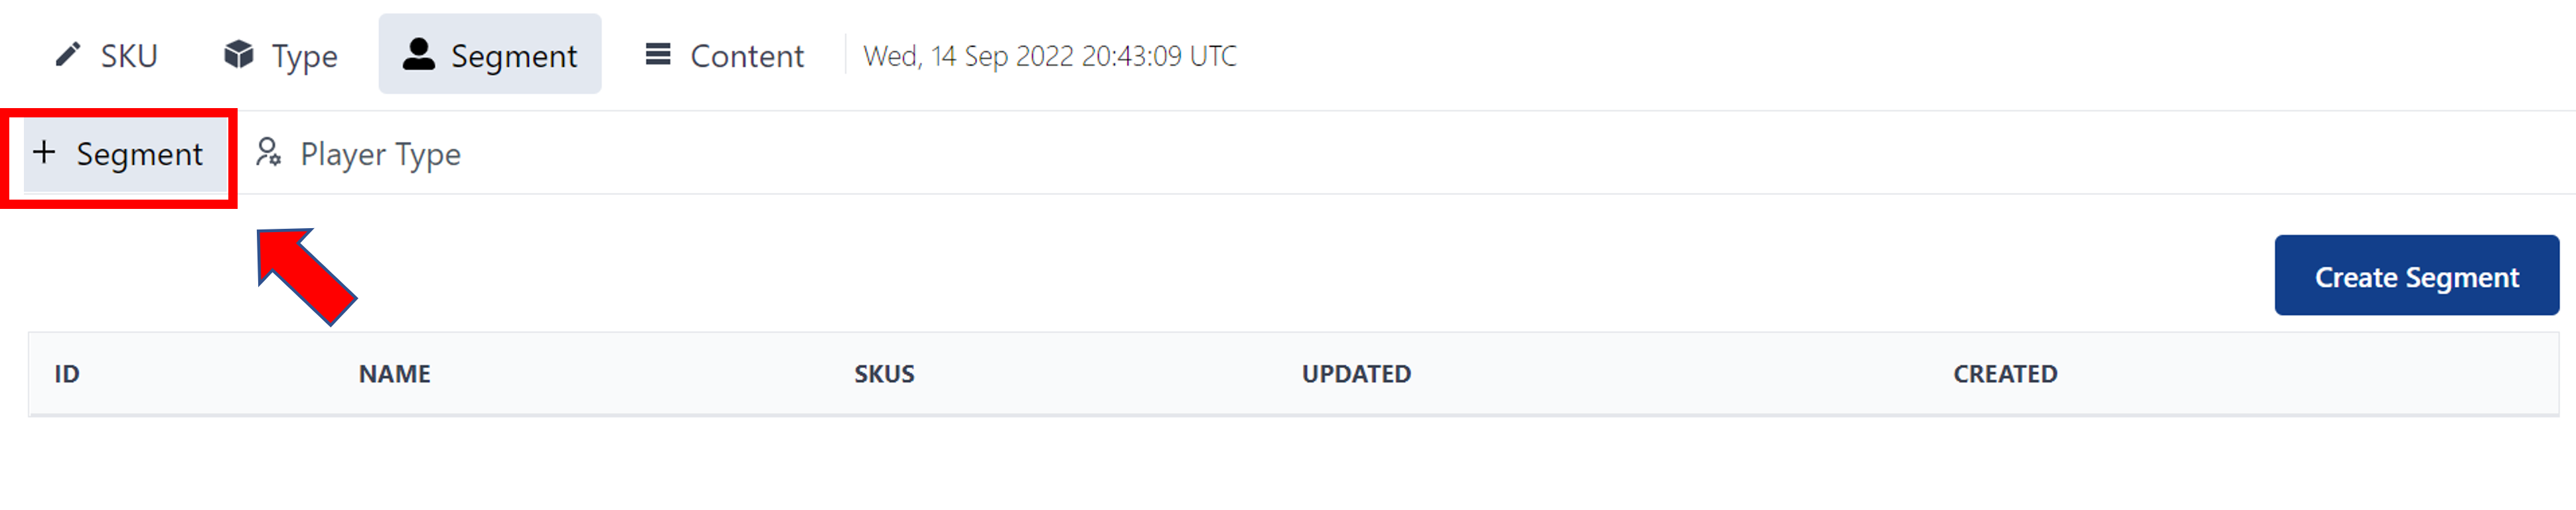 SKU Type Segment Content Wed, 14 Sep 2022 20:43:09 UTC
+ Segment Player Type
Create Segment
ID NAME SKUS UPDATED CREATED